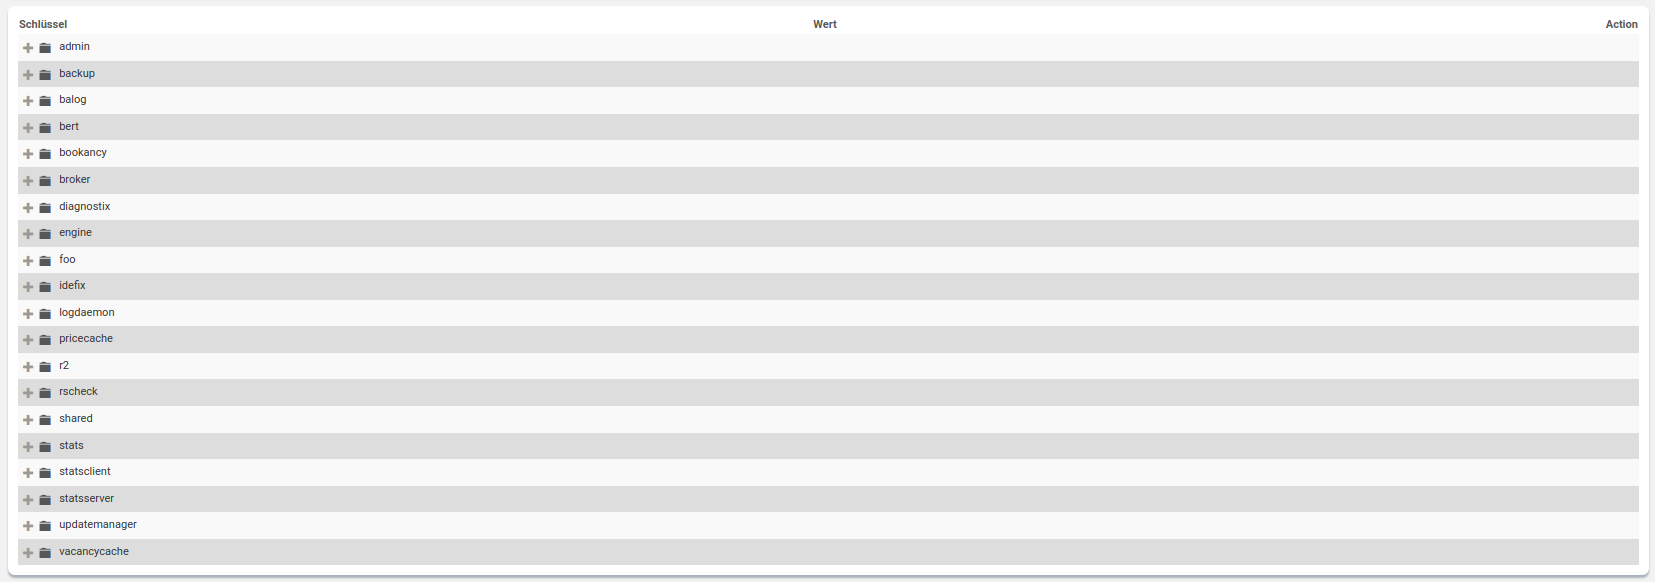 Schlüssel Wert Action
admin
backup
balog
bert
bookancy
broker
diagnostix
engine
foo
idefix
logdaemon
pricecache
r2
rscheck
shared
stats
statsclient
statsserver
updatemanager
vacancycache